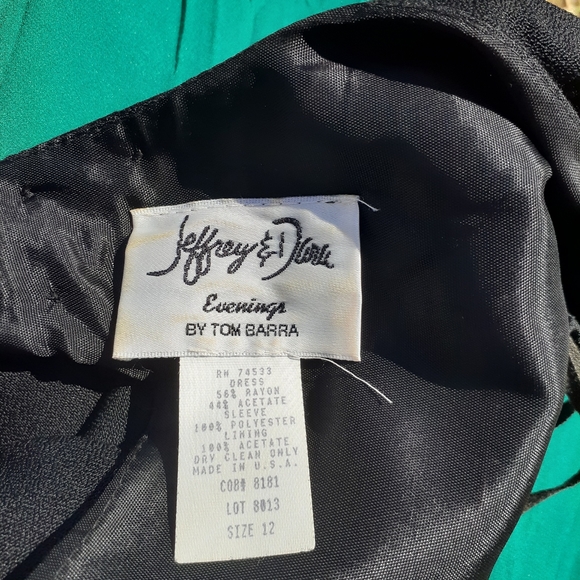 Jeffrey & Dara
Evenings
BY TOM BARRA
RN 74533
DRESS
56% RAYON
44% ACETATE
SLEEVE
100% POLYESTER
LINING
100% ACETATE
DRY CLEAN ONLY
MADE IN U.S.A.
8181
LOT 8013
SIZE 12